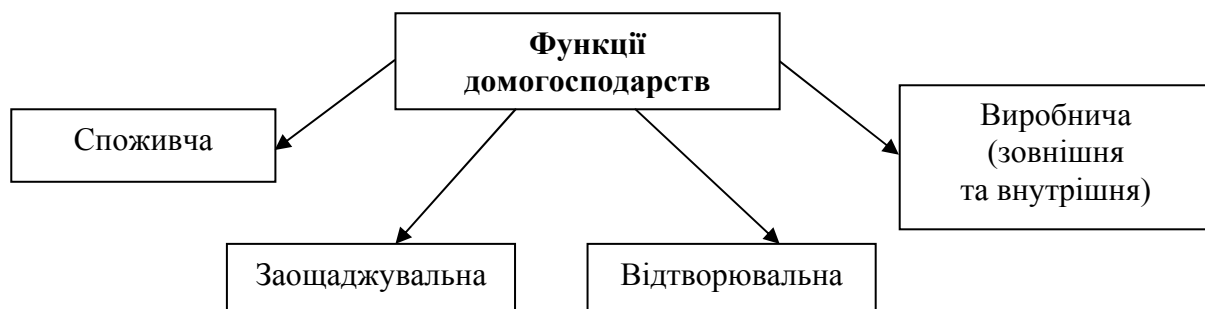 Функції
домогосподарств
Споживча
Виробнича
(зовнішня
та внутрішня)
Заощаджувальна
Відтворювальна